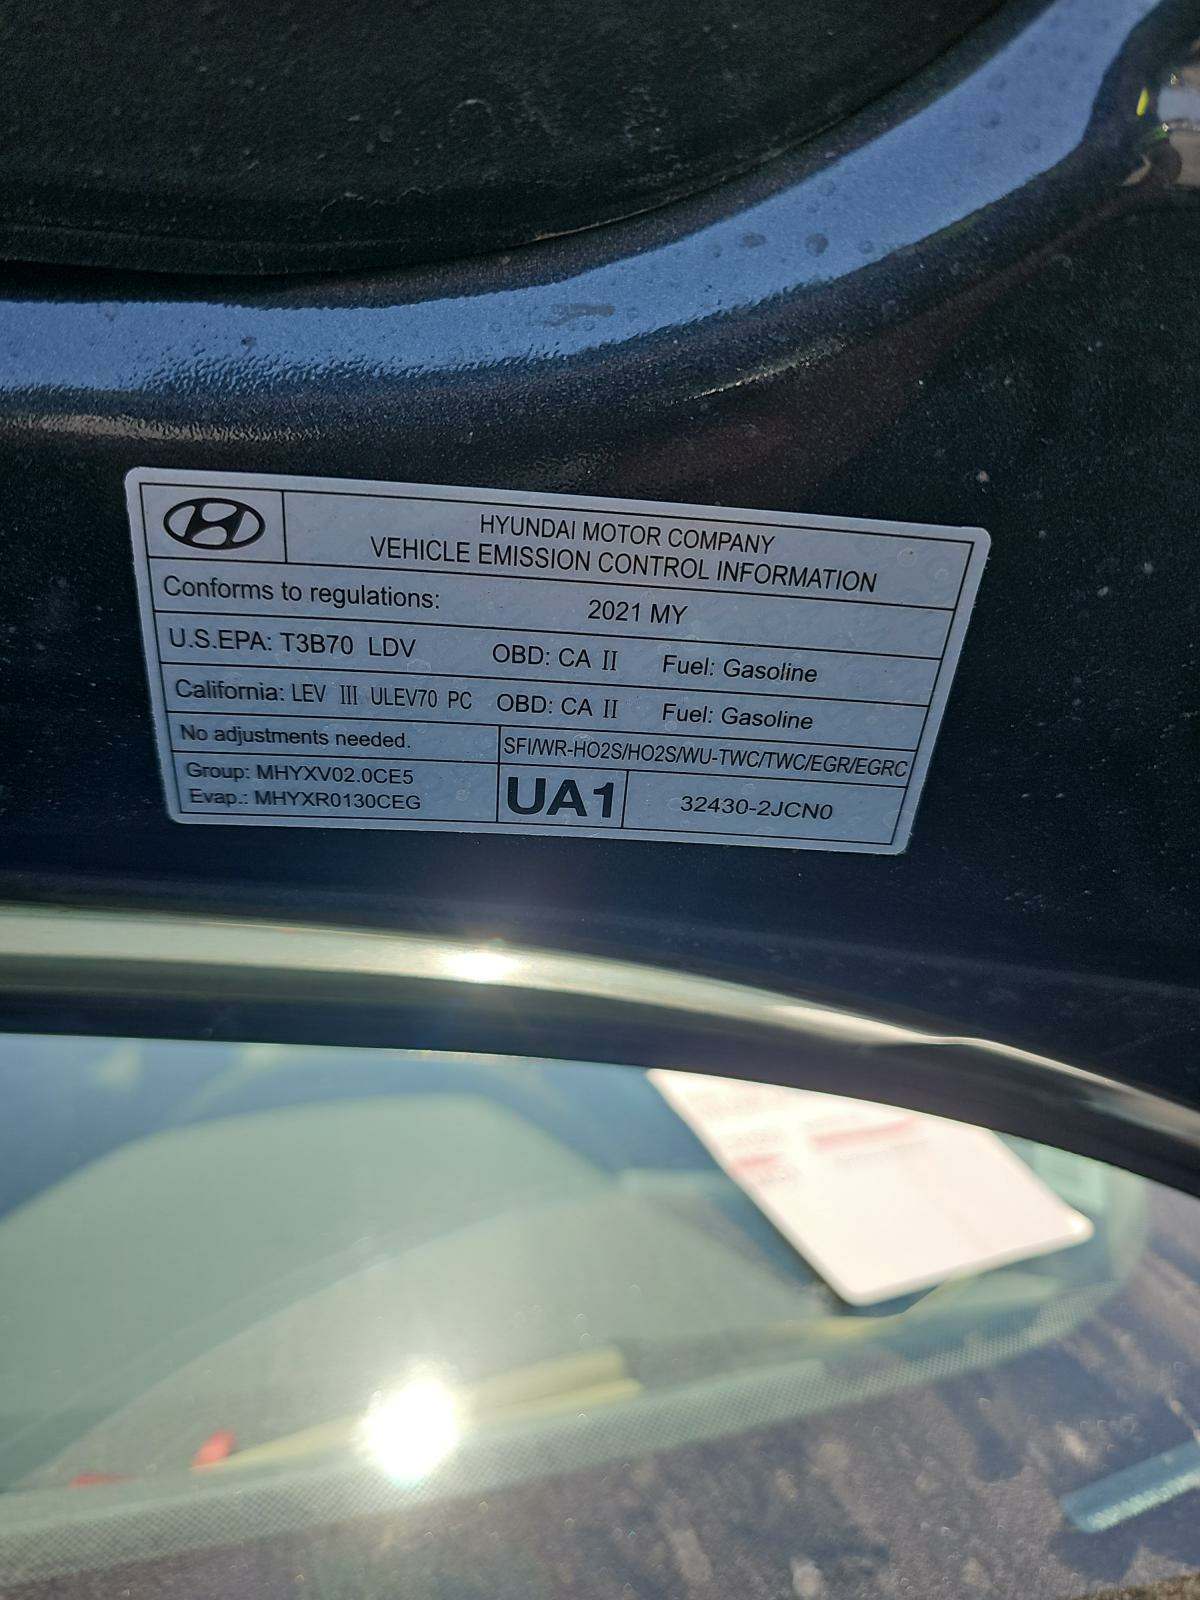 HYUNDAI MOTOR COMPANY
VEHICLE EMISSION CONTROL INFORMATION
Conforms to regulations: 2021 MY
U.S.EPA: T3B70 LDV OBD: CA II Fuel: Gasoline
California: LEV III ULEV70 PC OBD: CA II Fuel: Gasoline
No adjustments needed. SFI/WR-HO2S/HO2S/WU-TWC/TWC/EGR/EGRC
Group: MHYXV02.0CE5
Evap.: MHYXR0130CEG
UA1
32430-2JCN0